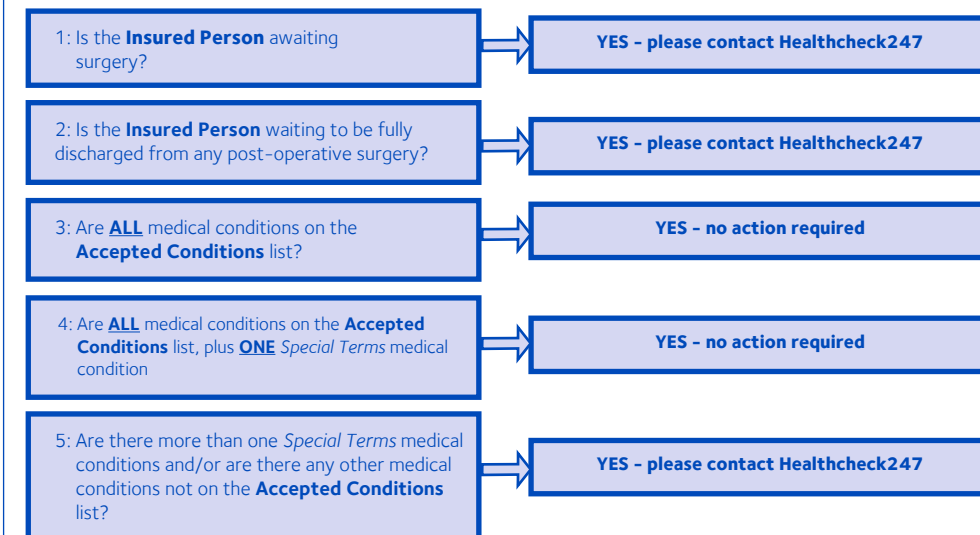 1: Is the Insured Person awaiting
surgery?
YES - please contact Healthcheck247
2: Is the Insured Person waiting to be fully
discharged from any post-operative surgery?
YES - please contact Healthcheck247
3: Are ALL medical conditions on the
Accepted Conditions list?
YES - no action required
4: Are ALL medical conditions on the Accepted
Conditions list, plus ONE Special Terms medical
condition
YES - no action required
5: Are there more than one Special Terms medical
conditions and/or are there any other medical
conditions not on the Accepted Conditions
list?
YES - please contact Healthcheck247